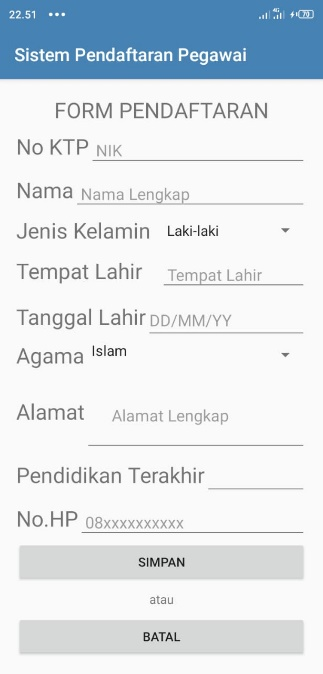 22.51 ••• 4G 70
Sistem Pendaftaran Pegawai
FORM PENDAFTARAN
No KTP NIK
Nama Nama Lengkap
Jenis Kelamin Laki-laki
Tempat Lahir Tempat Lahir
Tanggal Lahir DD/MM/YY
Agama Islam
Alamat Alamat Lengkap
Pendidikan Terakhir
No.HP 08xxxxxxxxxx
SIMPAN
atau
BATAL